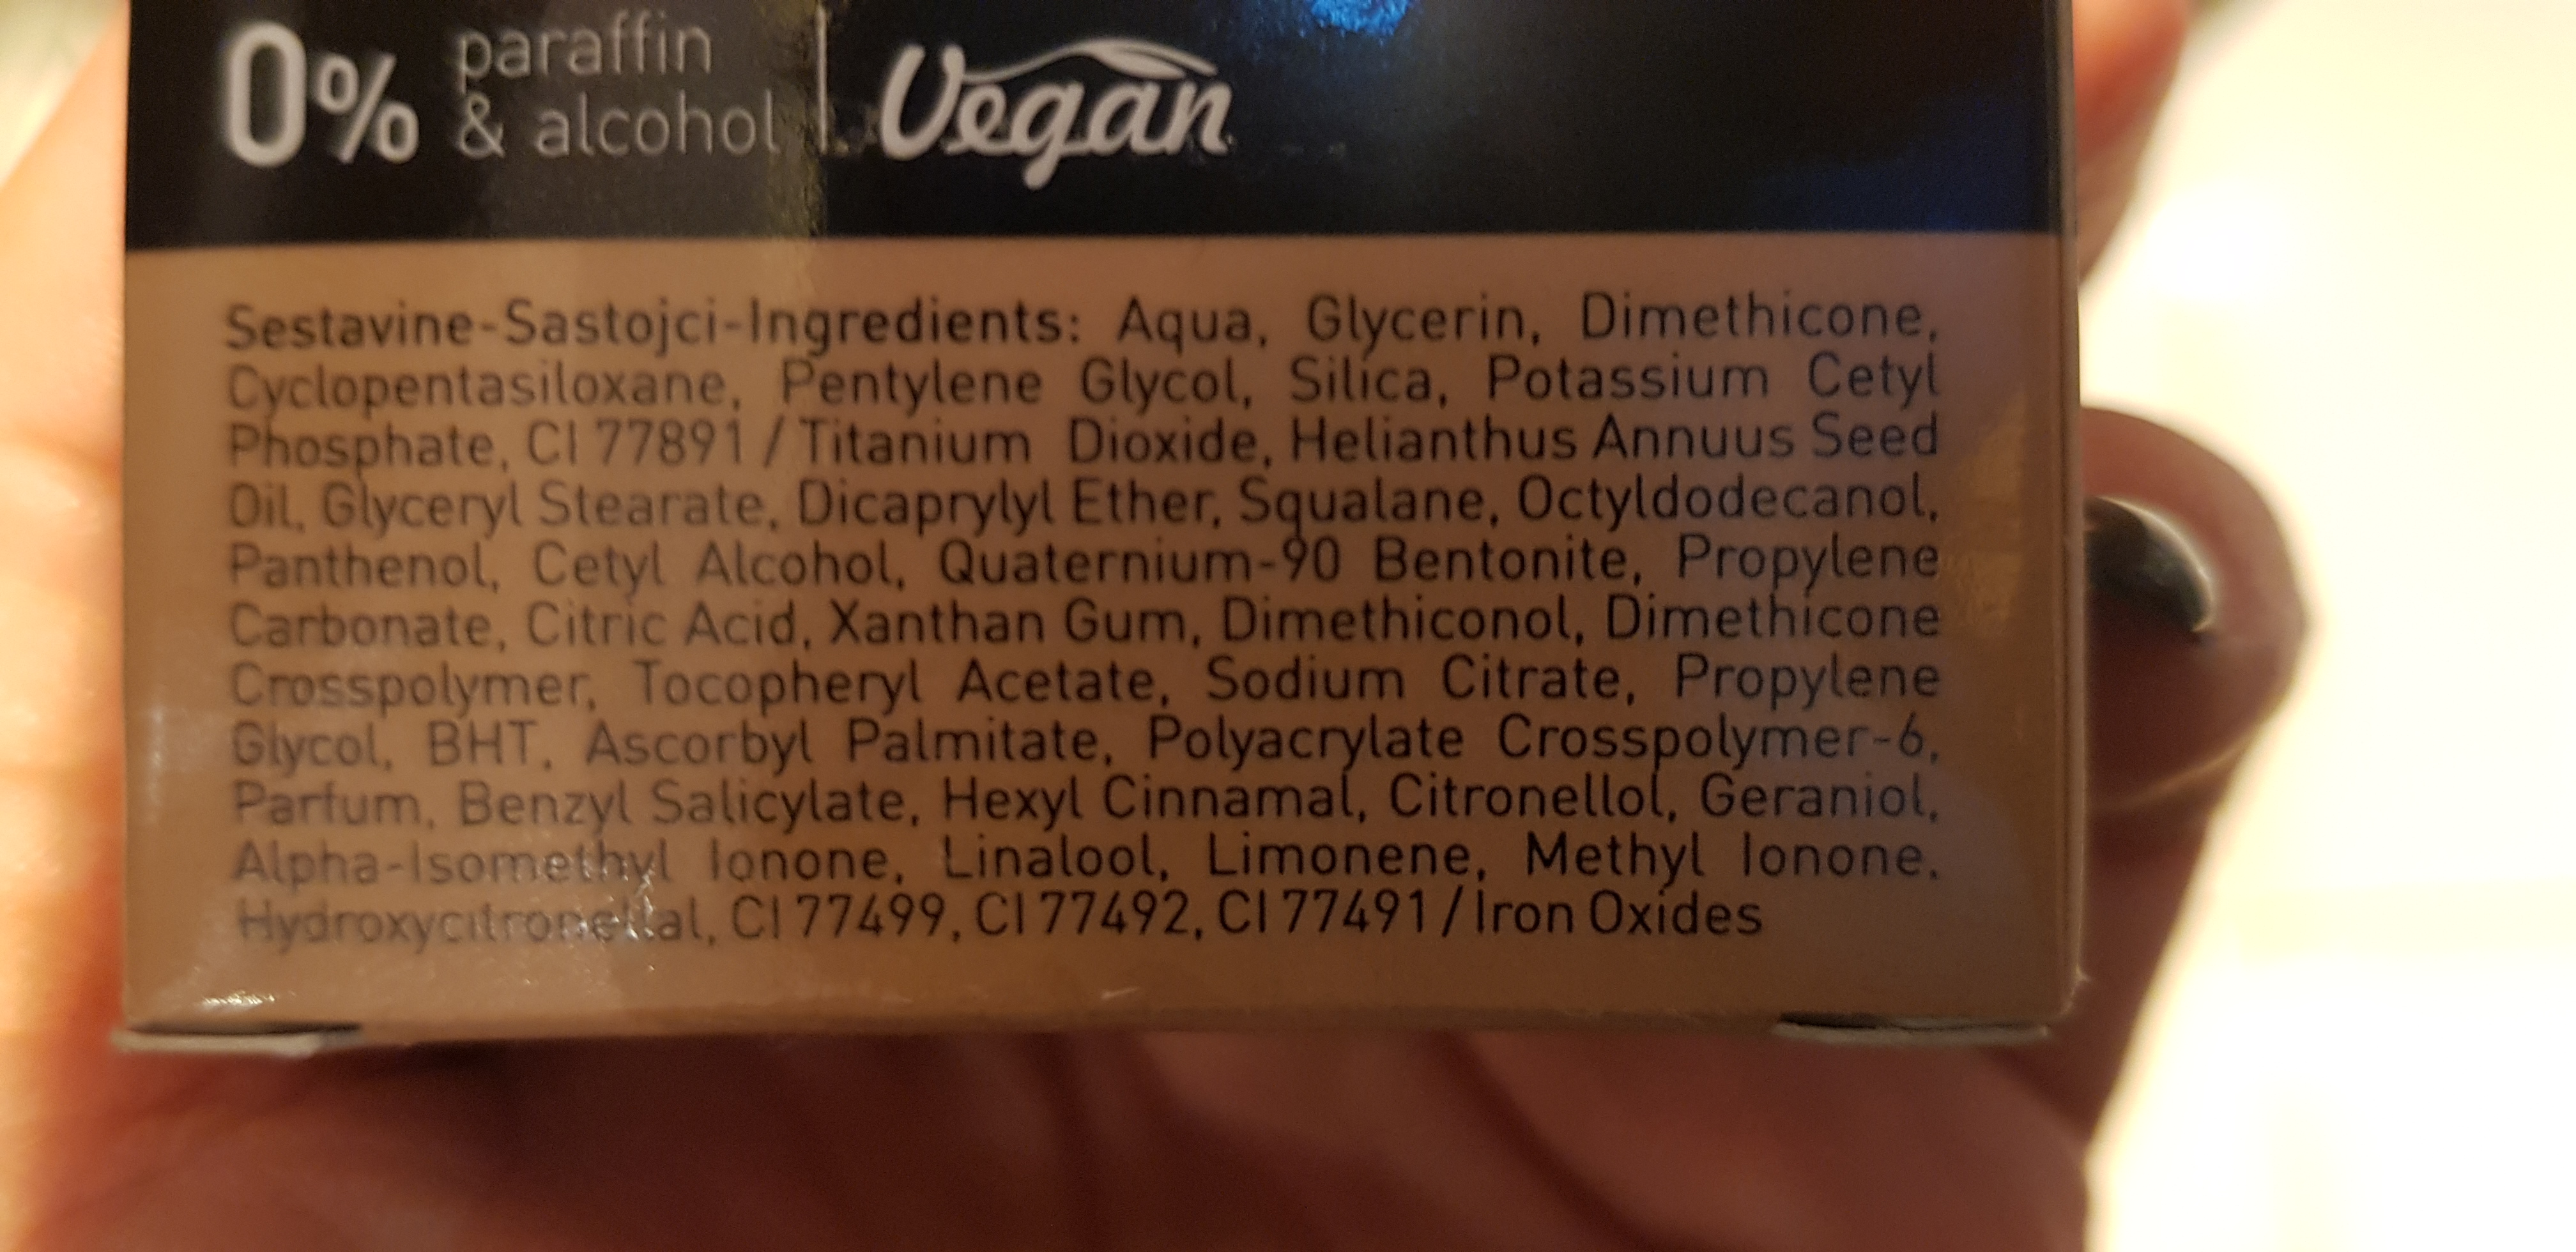 0% paraffin
& alcohol
Vegan
Sestavine-Sastojci-Ingredients: Aqua, Glycerin, Dimethicone,
Cyclopentasiloxane, Pentylene Glycol, Silica, Potassium Cetyl
Phosphate, CI 77891 / Titanium Dioxide, Helianthus Annuus Seed
Oil, Glyceryl Stearate, Dicaprylyl Ether, Squalane, Octyldodecanol,
Panthenol, Cetyl Alcohol, Quaternium-90 Bentonite, Propylene
Carbonate, Citric Acid, Xanthan Gum, Dimethiconol, Dimethicone
Crosspolymer, Tocopheryl Acetate, Sodium Citrate, Propylene
Glycol, BHT, Ascorbyl Palmitate, Polyacrylate Crosspolymer-6,
Parfum, Benzyl Salicylate, Hexyl Cinnamal, Citronellol, Geraniol,
Alpha-Isomethyl Ionone, Linalool, Limonene, Methyl Ionone,
Hydroxycitronellal, CI 77499, CI 77492, CI 77491 / Iron Oxides